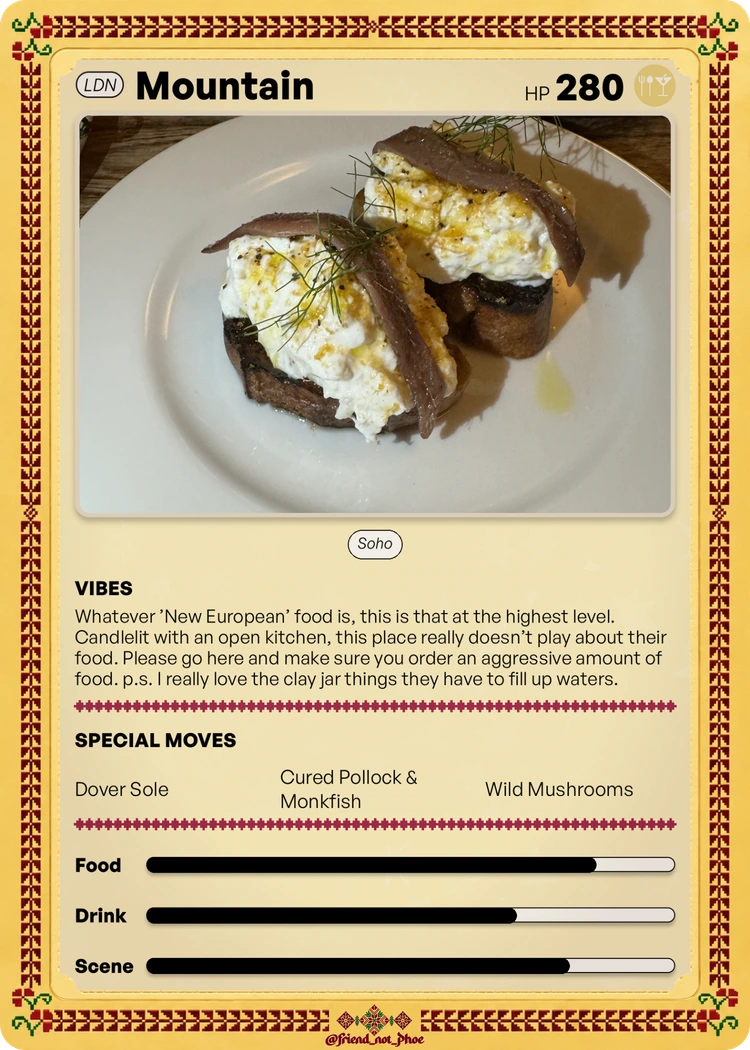 LDN Mountain HP 280
Soho
VIBES
Whatever ’New European’ food is, this is that at the highest level.
Candlelit with an open kitchen, this place really doesn’t play about their
food. Please go here and make sure you order an aggressive amount of
food. p.s. I really love the clay jar things they have to fill up waters.
SPECIAL MOVES
Dover Sole
Cured Pollock &
Monkfish
Wild Mushrooms
Food
Drink
Scene
@friend_not_Phoe